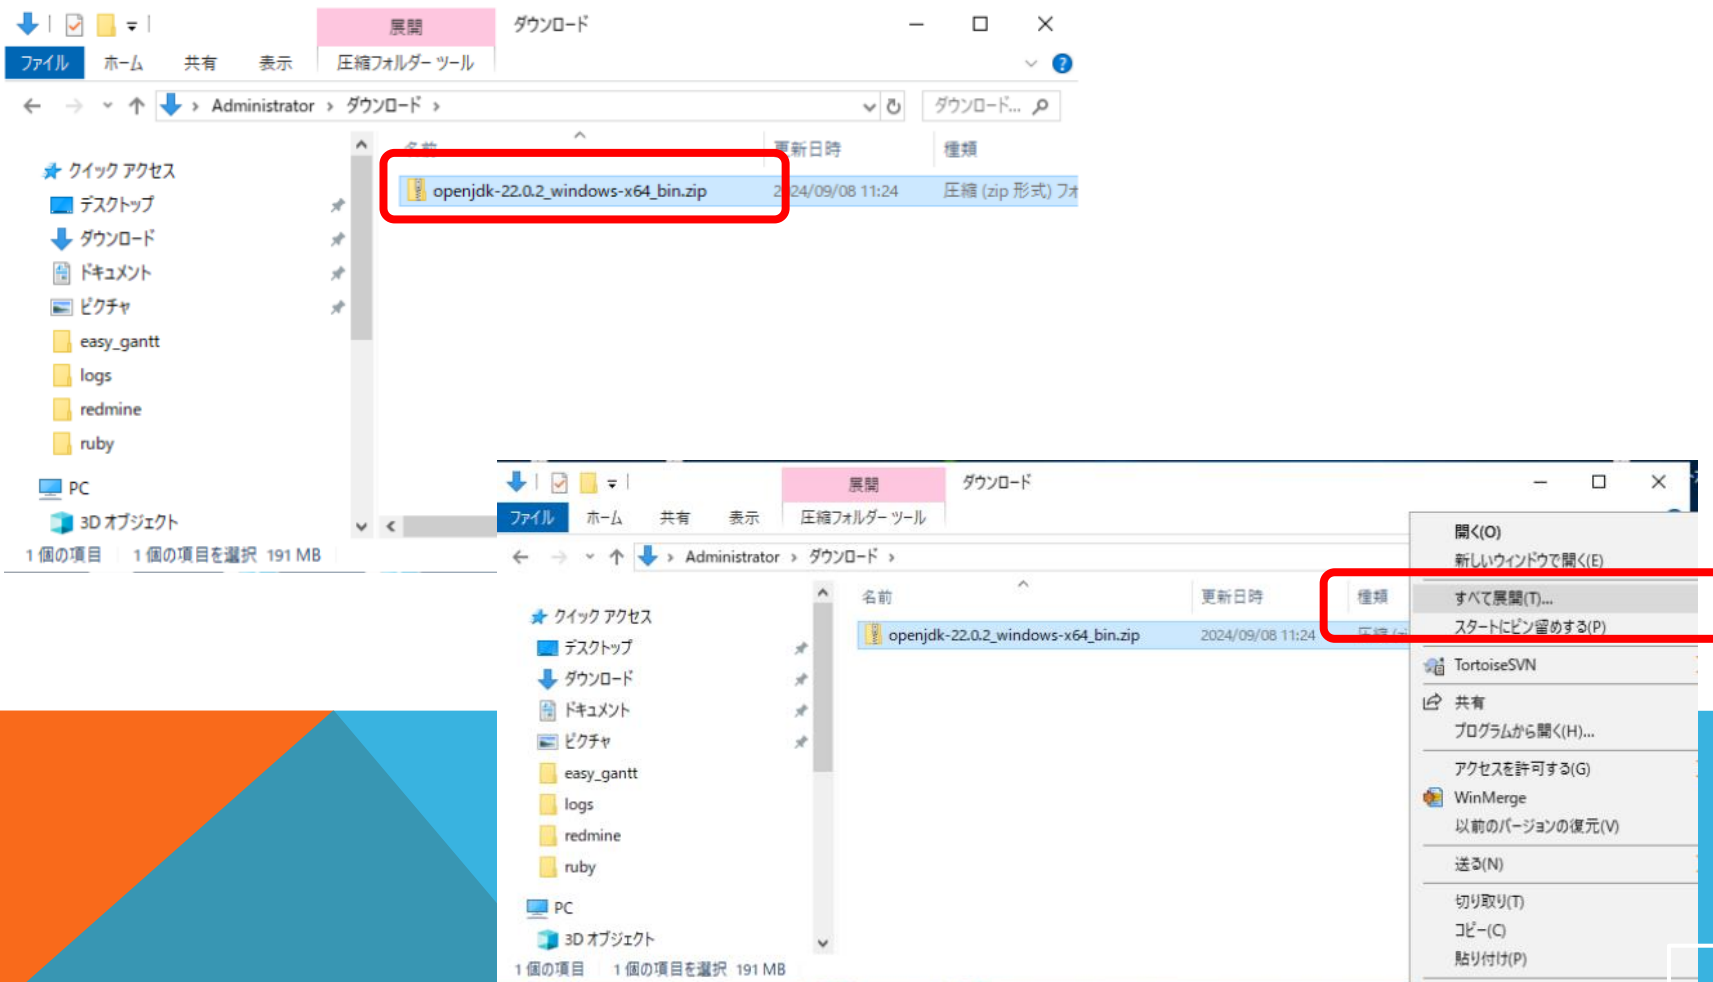 展開
ダウンロード
ファイル ホーム 共有 表示 圧縮フォルダー ツール
Administrator ダウンロード
ダウンロード...
名前 更新日時 種類
openjdk-22.0.2_windows-x64_bin.zip 2024/09/08 11:24 圧縮 (zip 形式) フォ
クイック アクセス
デスクトップ
ダウンロード
ドキュメント
ピクチャ
easy_gantt
logs
redmine
ruby
PC
3D オブジェクト
1 個の項目 1 個の項目を選択 191 MB
展開
ダウンロード
ファイル ホーム 共有 表示 圧縮フォルダー ツール
Administrator ダウンロード
名前 更新日時 種類
openjdk-22.0.2_windows-x64_bin.zip 2024/09/08 11:24 圧縮 (zi
クイック アクセス
デスクトップ
ダウンロード
ドキュメント
ピクチャ
easy_gantt
logs
redmine
ruby
PC
3D オブジェクト
1 個の項目 1 個の項目を選択 191 MB
開く(O)
新しいウィンドウで開く(E)
すべて展開(T)...
スタートにピン留めする(P)
TortoiseSVN
共有
プログラムから開く(H)...
アクセスを許可する(G)
WinMerge
以前のバージョンの復元(V)
送る(N)
切り取り(T)
コピー(C)
貼り付け(P)